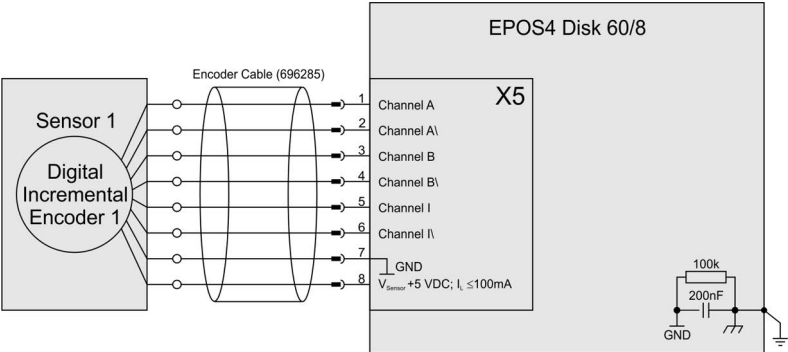 EPOS4 Disk 60/8
Encoder Cable (696285)
X5
Sensor 1
Digital
Incremental
Encoder 1
1 Channel A
2 Channel A\
3 Channel B
4 Channel B\
5 Channel I
6 Channel I\
7 GND
8 VSensor +5 VDC; IL ≤100mA
100k
200nF
GND